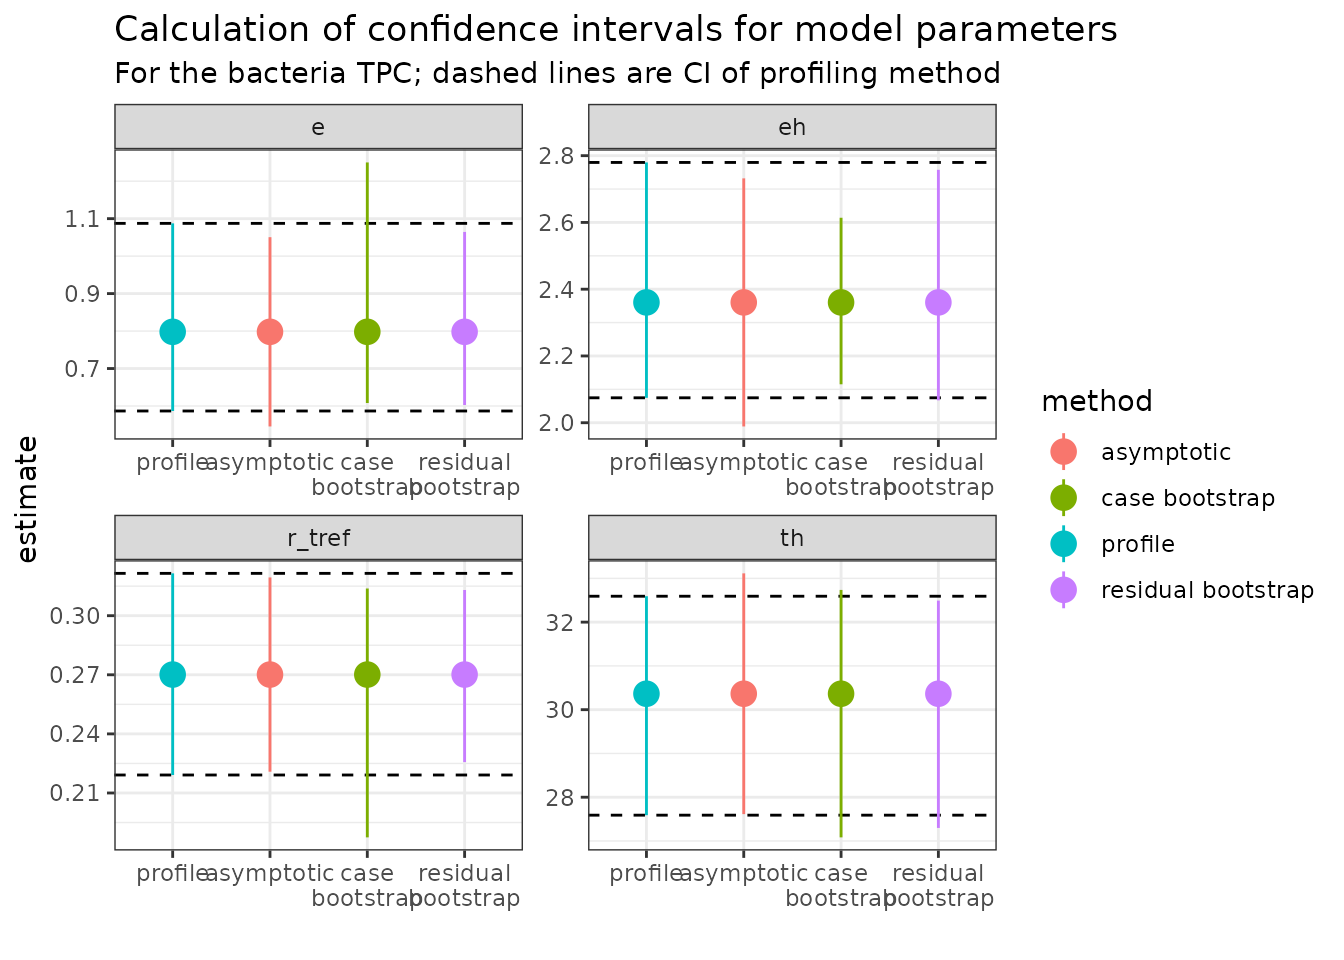 Calculation of confidence intervals for model parameters
For the bacteria TPC; dashed lines are CI of profiling method
estimate
e
1.1
0.9
0.7
profile asymptotic case bootstrap residual bootstrap
eh
2.8
2.6
2.4
2.2
2.0
profile asymptotic case bootstrap residual bootstrap
r_tref
0.30
0.27
0.24
0.21
profile asymptotic case bootstrap residual bootstrap
th
32
30
28
profile asymptotic case bootstrap residual bootstrap
method
asymptotic
case bootstrap
profile
residual bootstrap